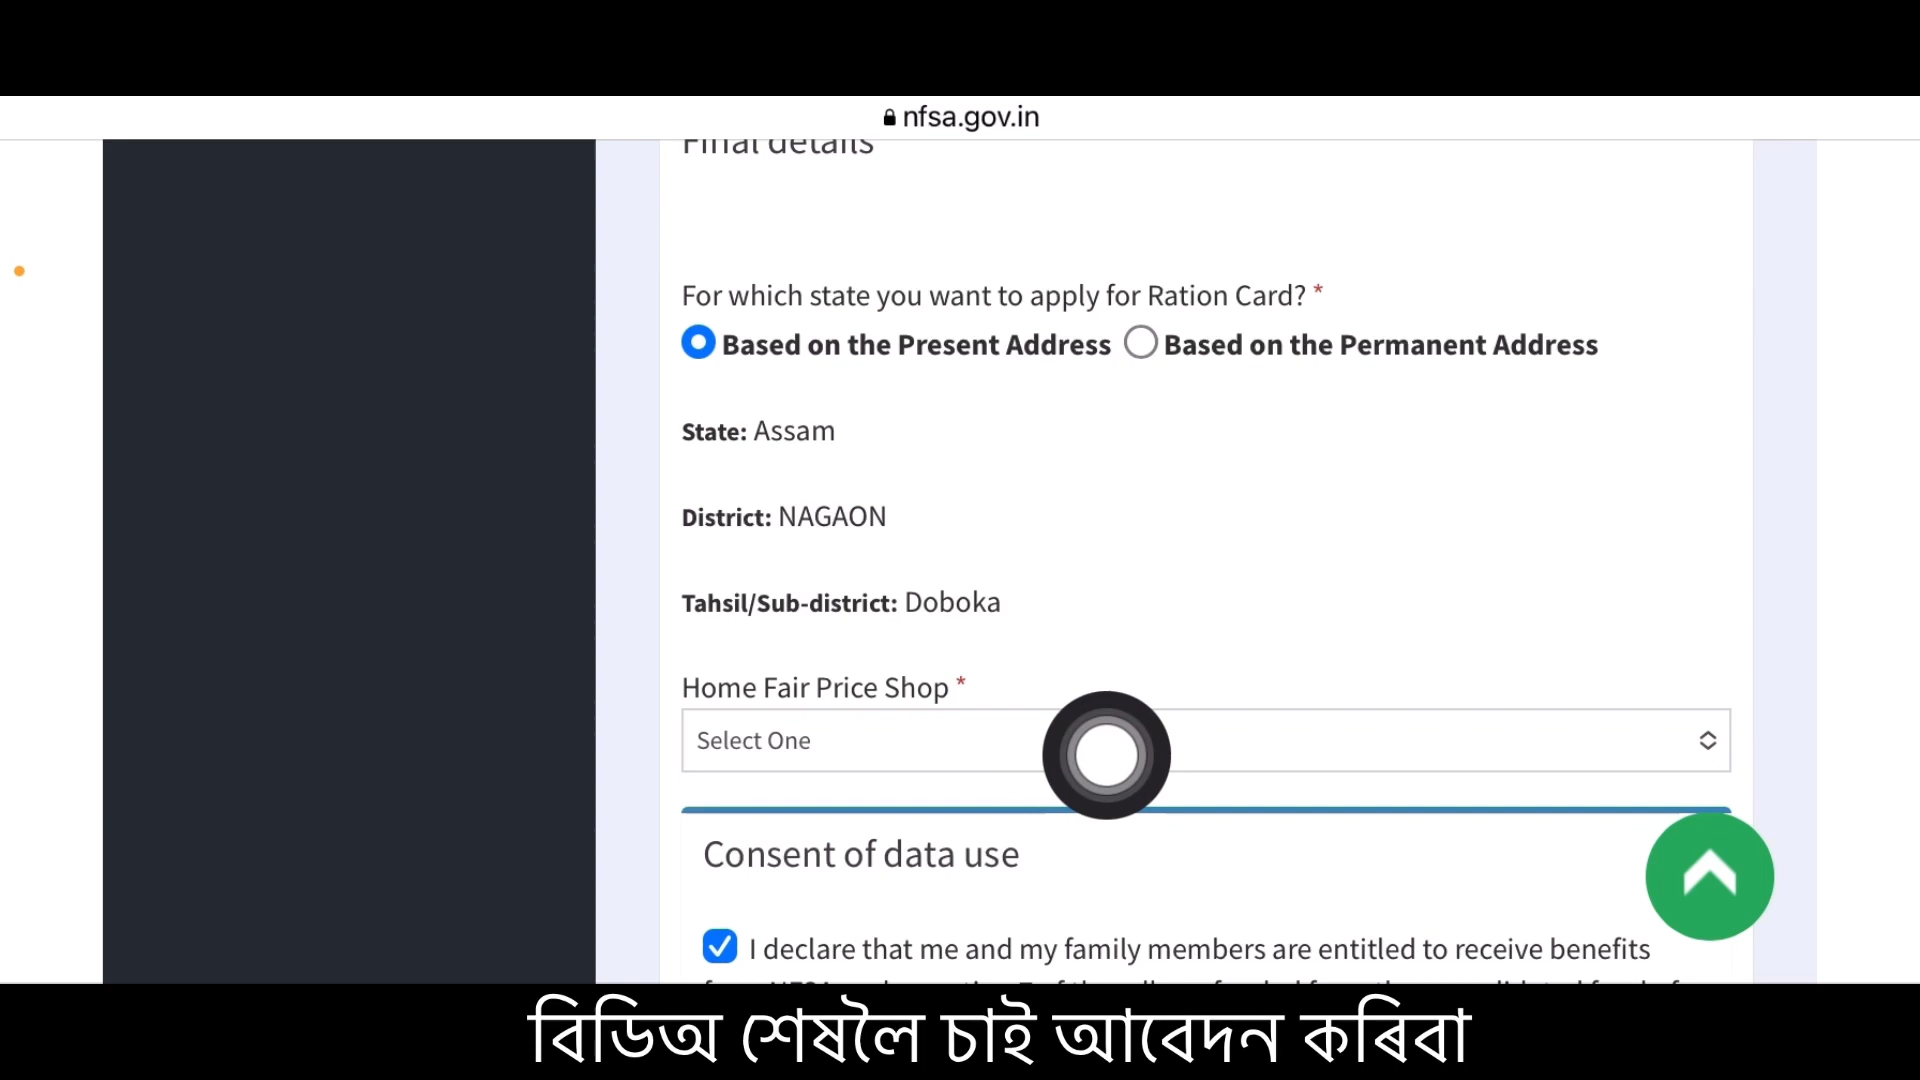 nfsa.gov.in
Final details
For which state you want to apply for Ration Card? *
Based on the Present Address Based on the Permanent Address
State: Assam
District: NAGAON
Tahsil/Sub-district: Doboka
Home Fair Price Shop *
Select One
Consent of data use
I declare that me and my family members are entitled to receive benefits
বিডিঅ' শেষলৈ চাই আবেদন কৰিবা